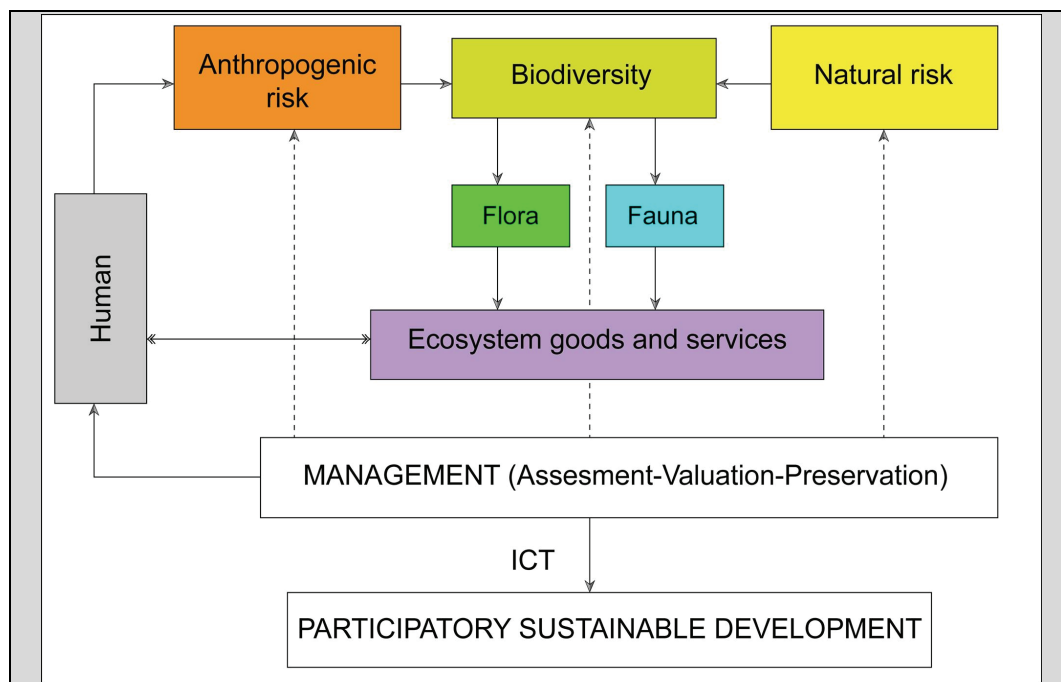 Anthropogenic
risk
Biodiversity
Natural risk
Flora
Fauna
Human
Ecosystem goods and services
MANAGEMENT (Assesment-Valuation-Preservation)
ICT
PARTICIPATORY SUSTAINABLE DEVELOPMENT